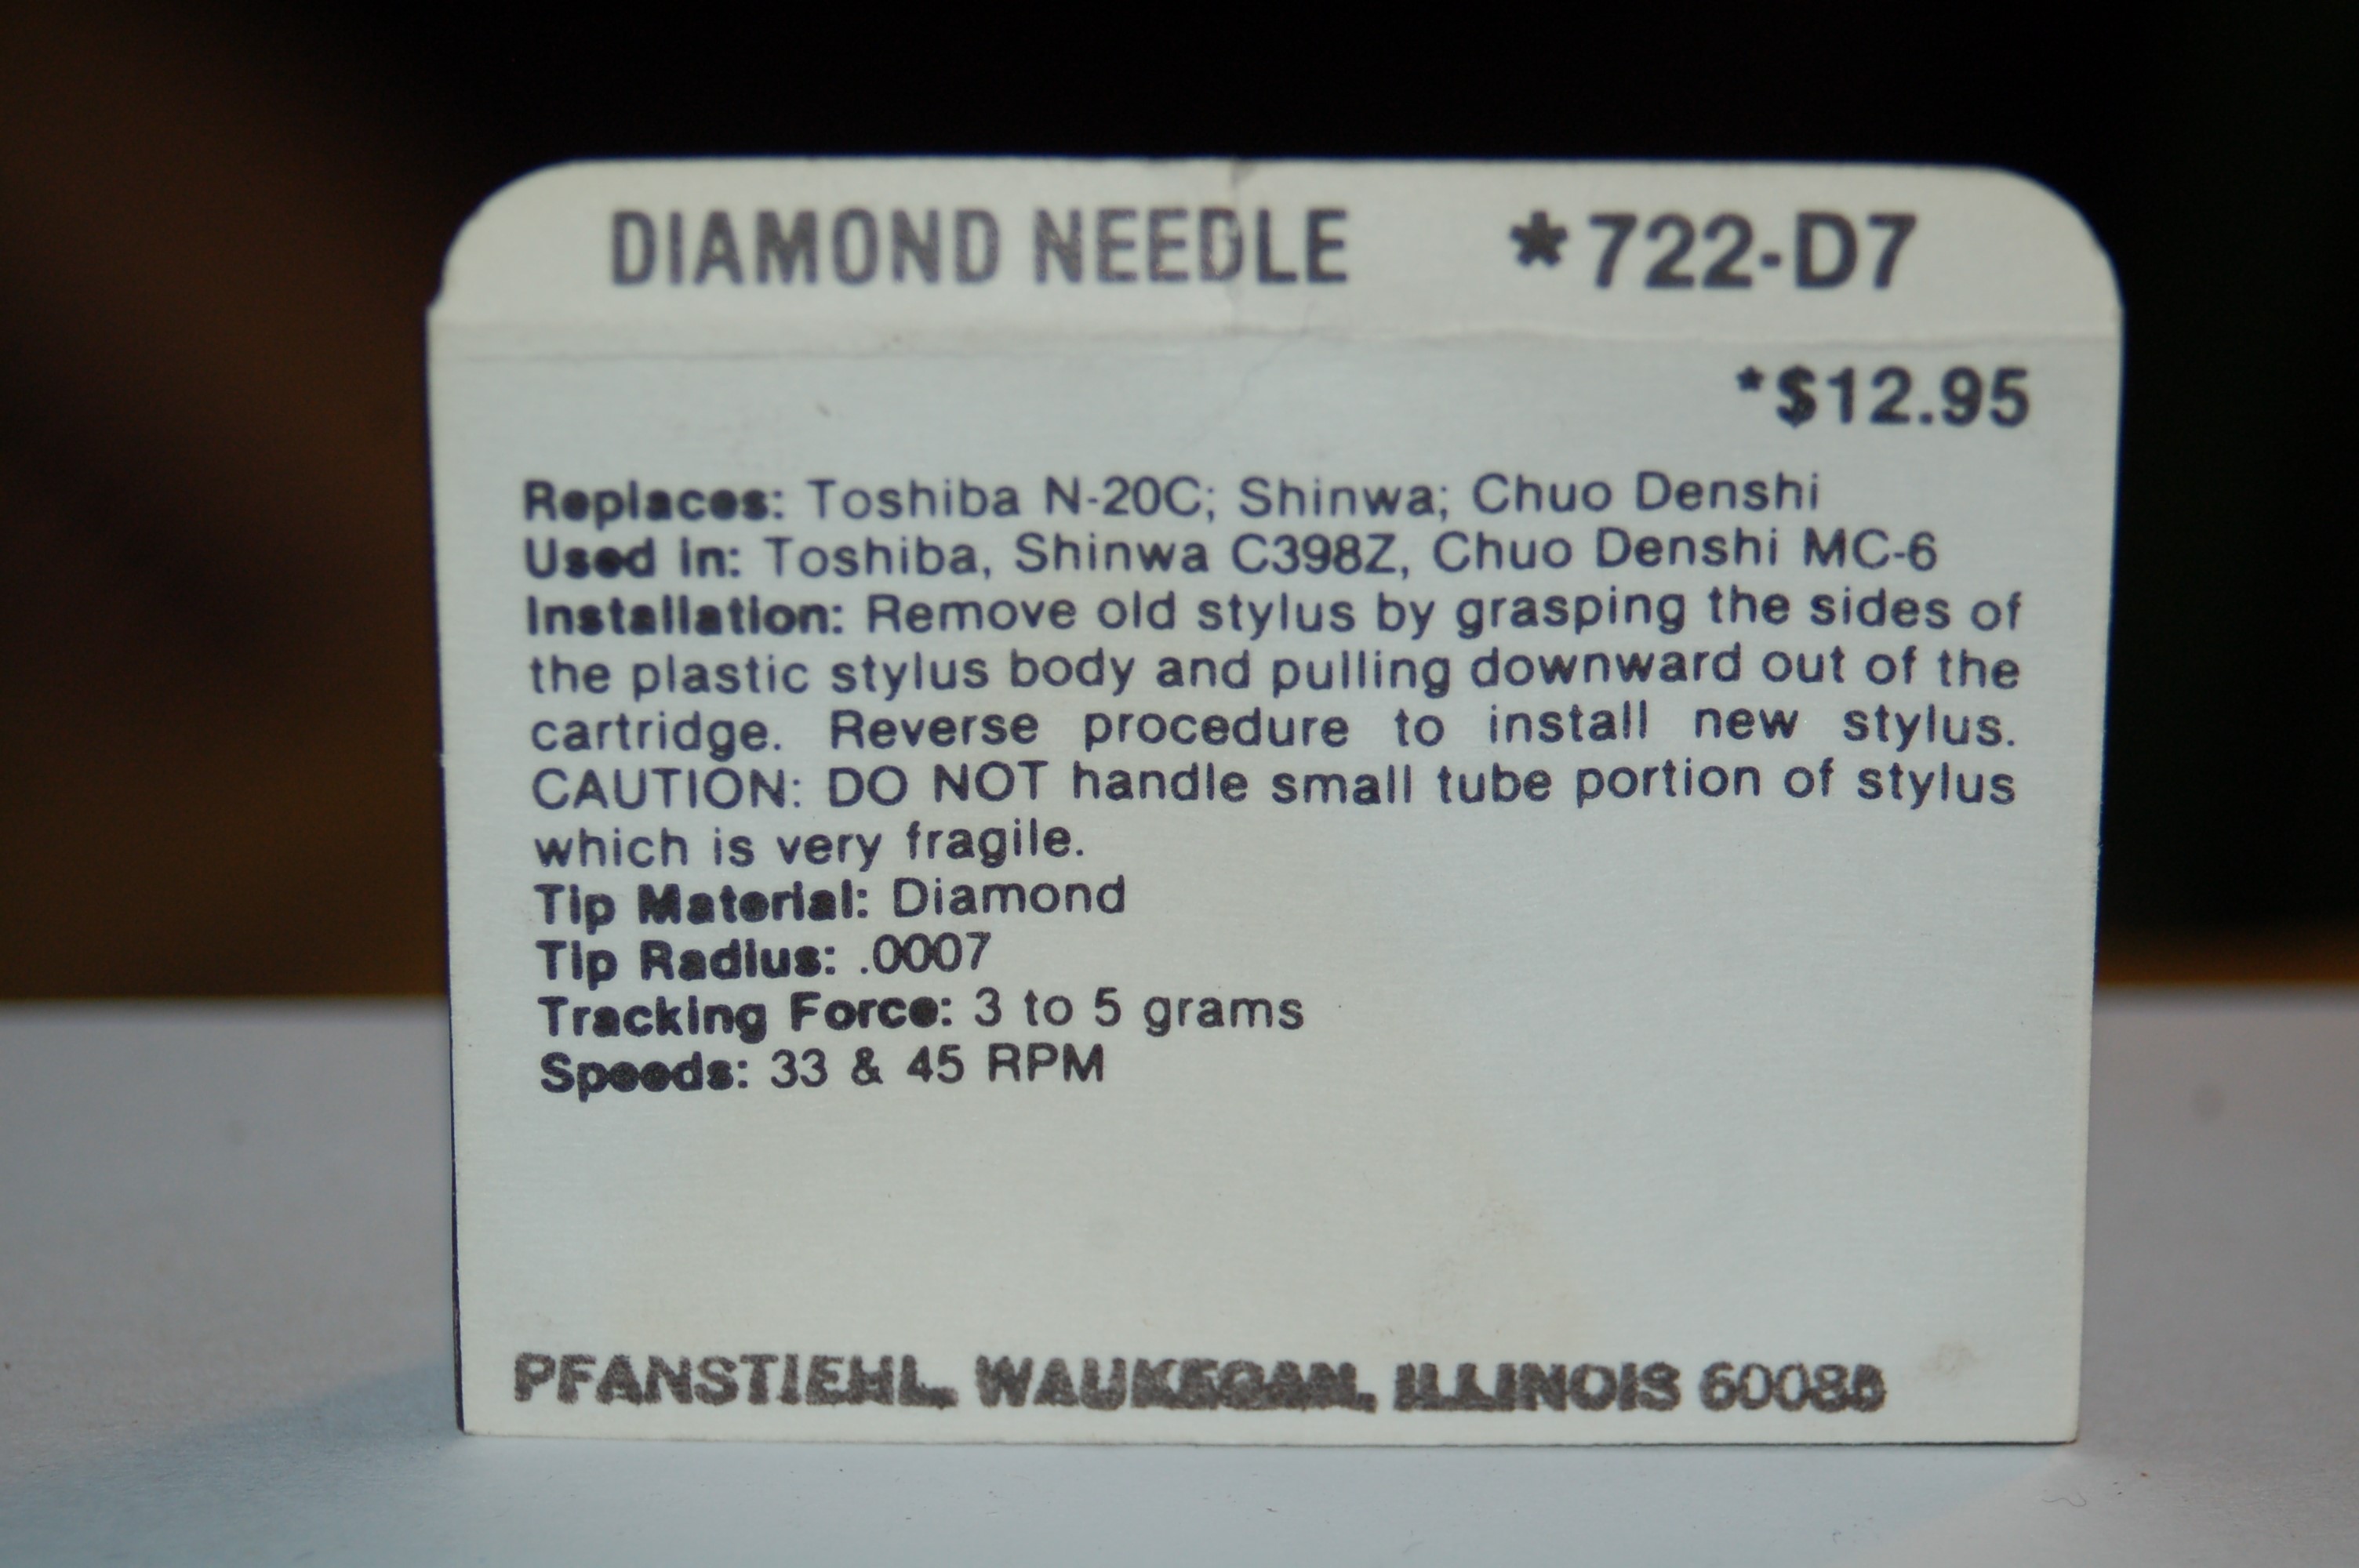 DIAMOND NEEDLE *722-D7
*$12.95
Replaces: Toshiba N-20C; Shinwa; Chuo Denshi
Used in: Toshiba, Shinwa C398Z, Chuo Denshi MC-6
Installation: Remove old stylus by grasping the sides of
the plastic stylus body and pulling downward out of the
cartridge. Reverse procedure to install new stylus.
CAUTION: DO NOT handle small tube portion of stylus
which is very fragile.
Tip Material: Diamond
Tip Radius: .0007
Tracking Force: 3 to 5 grams
Speeds: 33 & 45 RPM
PFANSTIEHL, WAUKEGAN, ILLINOIS